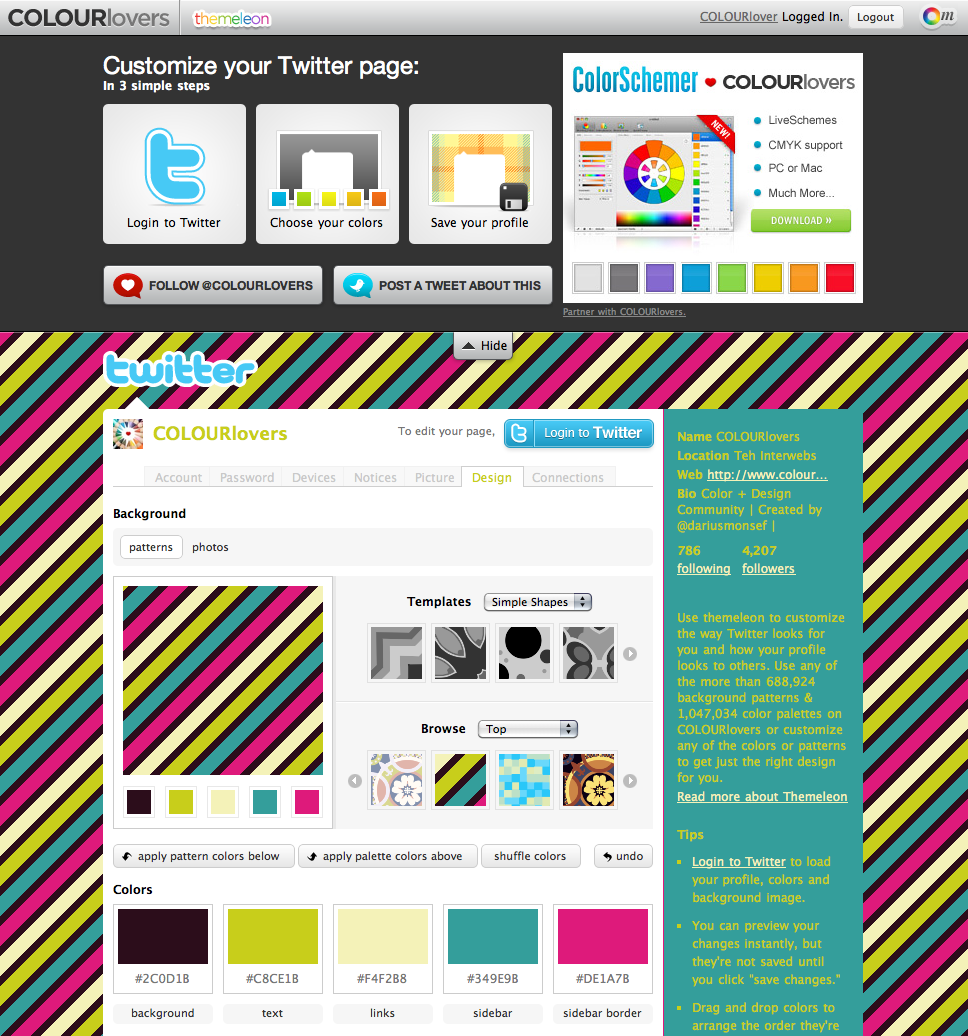 COLOURlovers
themeleon
COLOURlover Logged In. Logout
m
Customize your Twitter page:
In 3 simple steps
Login to Twitter
Choose your colors
Save your profile
FOLLOW @COLOURLOVERS
POST A TWEET ABOUT THIS
ColorSchemer COLOURlovers
NEW!
LiveSchemes
CMYK support
PC or Mac
Much More...
DOWNLOAD »
Partner with COLOURlovers.
Hide
twitter
COLOURlovers
To edit your page,
Login to Twitter
Account Password Devices Notices Picture Design Connections
Background
patterns photos
Templates Simple Shapes
Browse Top
apply pattern colors below
apply palette colors above
shuffle colors
undo
Colors
#2C0D1B #C8CE1B #F4F2B8 #349E9B #DE1A7B
background text links sidebar sidebar border
Name COLOURlovers
Location Teh Interwebs
Web http://www.colour...
Bio Color + Design
Community | Created by
@dariusmonsef |
786 4,207
following followers
Use themeleon to customize
the way Twitter looks for
you and how your profile
looks to others. Use any of
the more than 688,924
background patterns &
1,047,034 color palettes on
COLOURlovers or customize
any of the colors or patterns
to get just the right design
for you.
Read more about Themeleon
Tips
Login to Twitter to load
your profile, colors and
background image.
You can preview your
changes instantly, but
they're not saved until
you click "save changes."
Drag and drop colors to
arrange the order they're